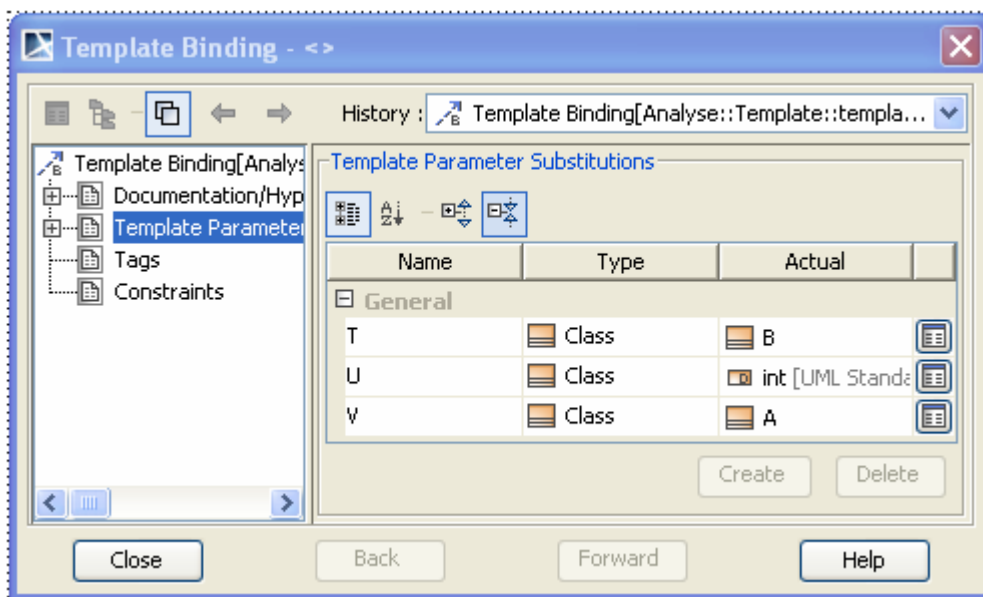 Template Binding - <>
History : Template Binding[Analyse::Template::templa...
Template Binding[Analys
Documentation/Hyp
Template Parameter
Tags
Constraints
Template Parameter Substitutions
Name Type Actual
General
T Class B
U Class int [UML Standa
V Class A
Create Delete
Close Back Forward Help